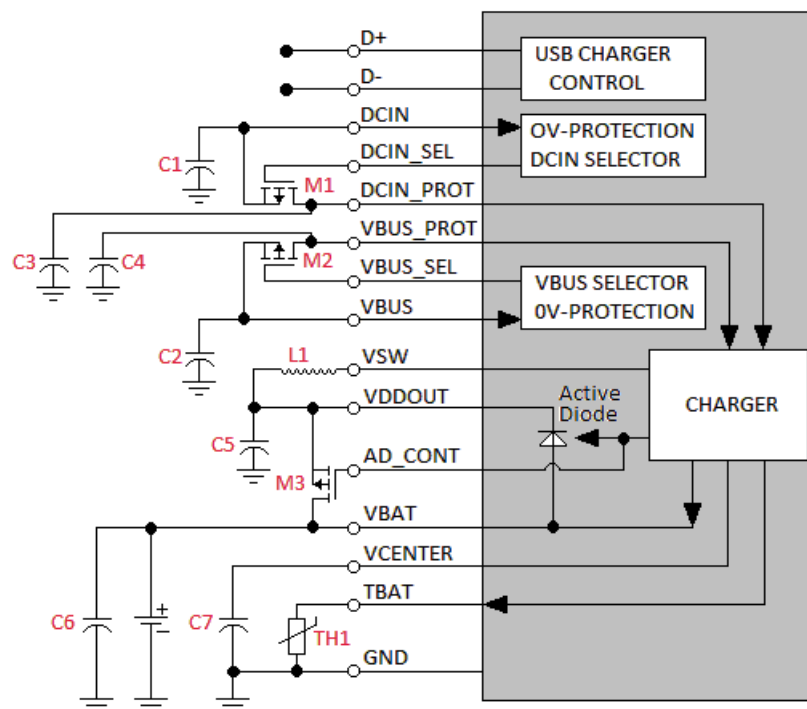 D+
USB CHARGER
CONTROL
D-
DCIN
OV-PROTECTION
DCIN SELECTOR
C1
DCIN_SEL
M1
DCIN_PROT
VBUS_PROT
C3
C4
M2
VBUS_SEL
VBUS SELECTOR
0V-PROTECTION
VBUS
C2
L1
VSW
VDDOUT
Active
Diode
CHARGER
C5
AD_CONT
M3
VBAT
VCENTER
TBAT
C6
+
–
C7
TH1
GND